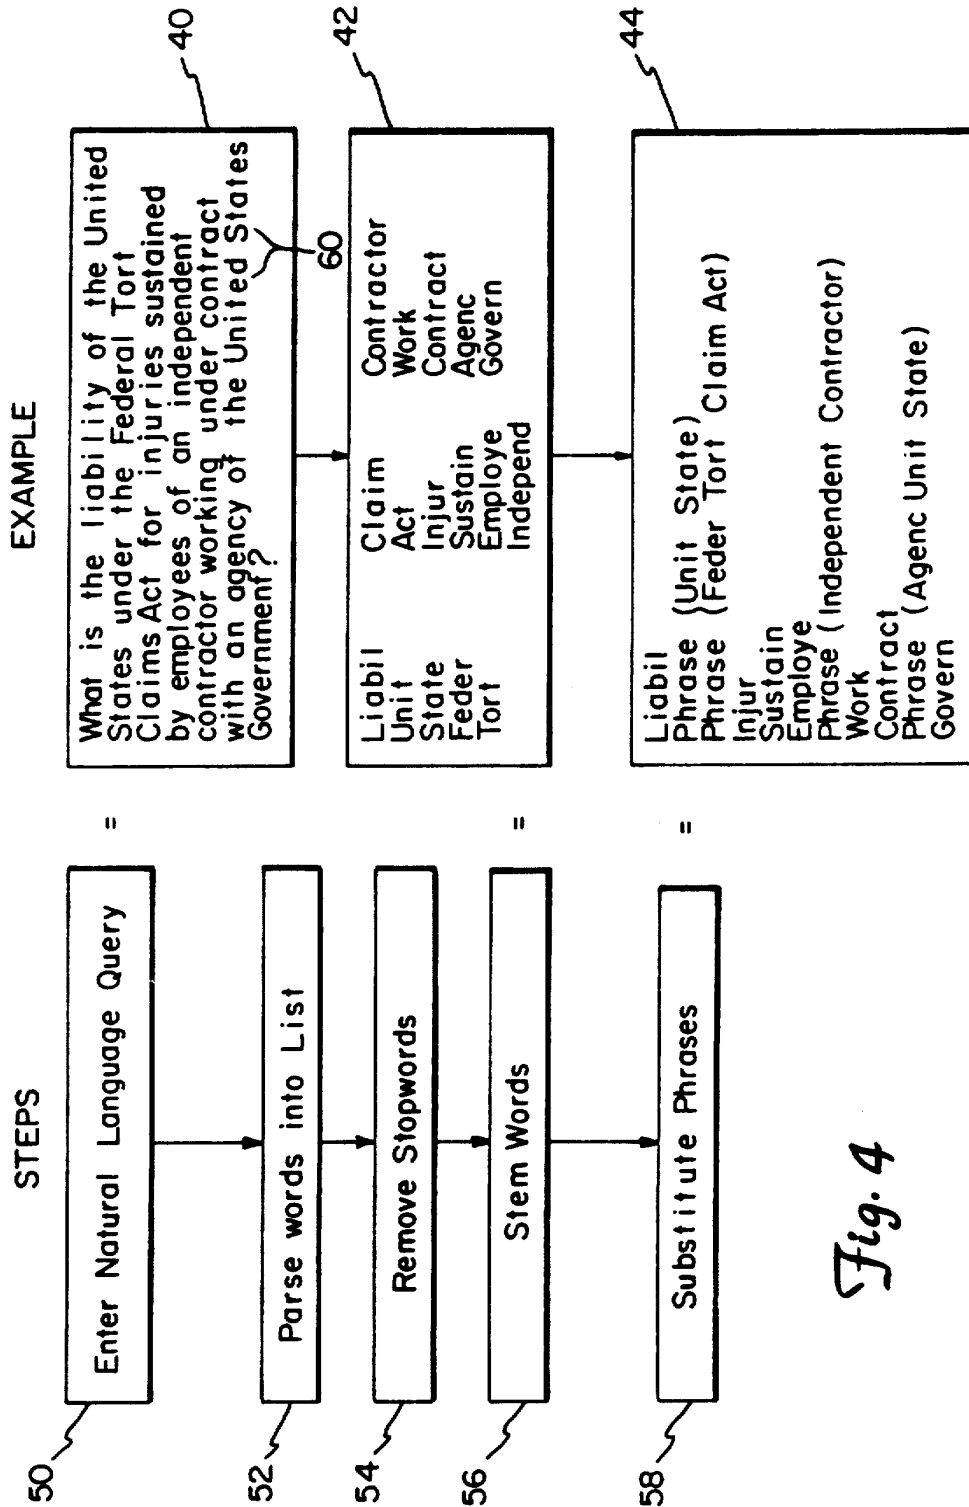 STEPS
50
Enter Natural Language Query
52
Parse words into List
54
Remove Stopwords
56
Stem Words
58
Substitute Phrases
=
=
=
EXAMPLE
What is the liability of the United
States under the Federal Tort
Claims Act for injuries sustained
by employees of an independent
contractor working under contract
with an agency of the United States
Government?
40
60
Liabil Claim Contractor
Unit Act Work
State Injur Contract
Feder Sustain Agenc
Tort Employe Govern
Independ
42
Liabil
Phrase (Unit State)
Phrase (Feder Tort Claim Act)
Injur
Sustain
Employe
Phrase (Independent Contractor)
Work
Contract
Phrase (Agenc Unit State)
Govern
44
Fig. 4